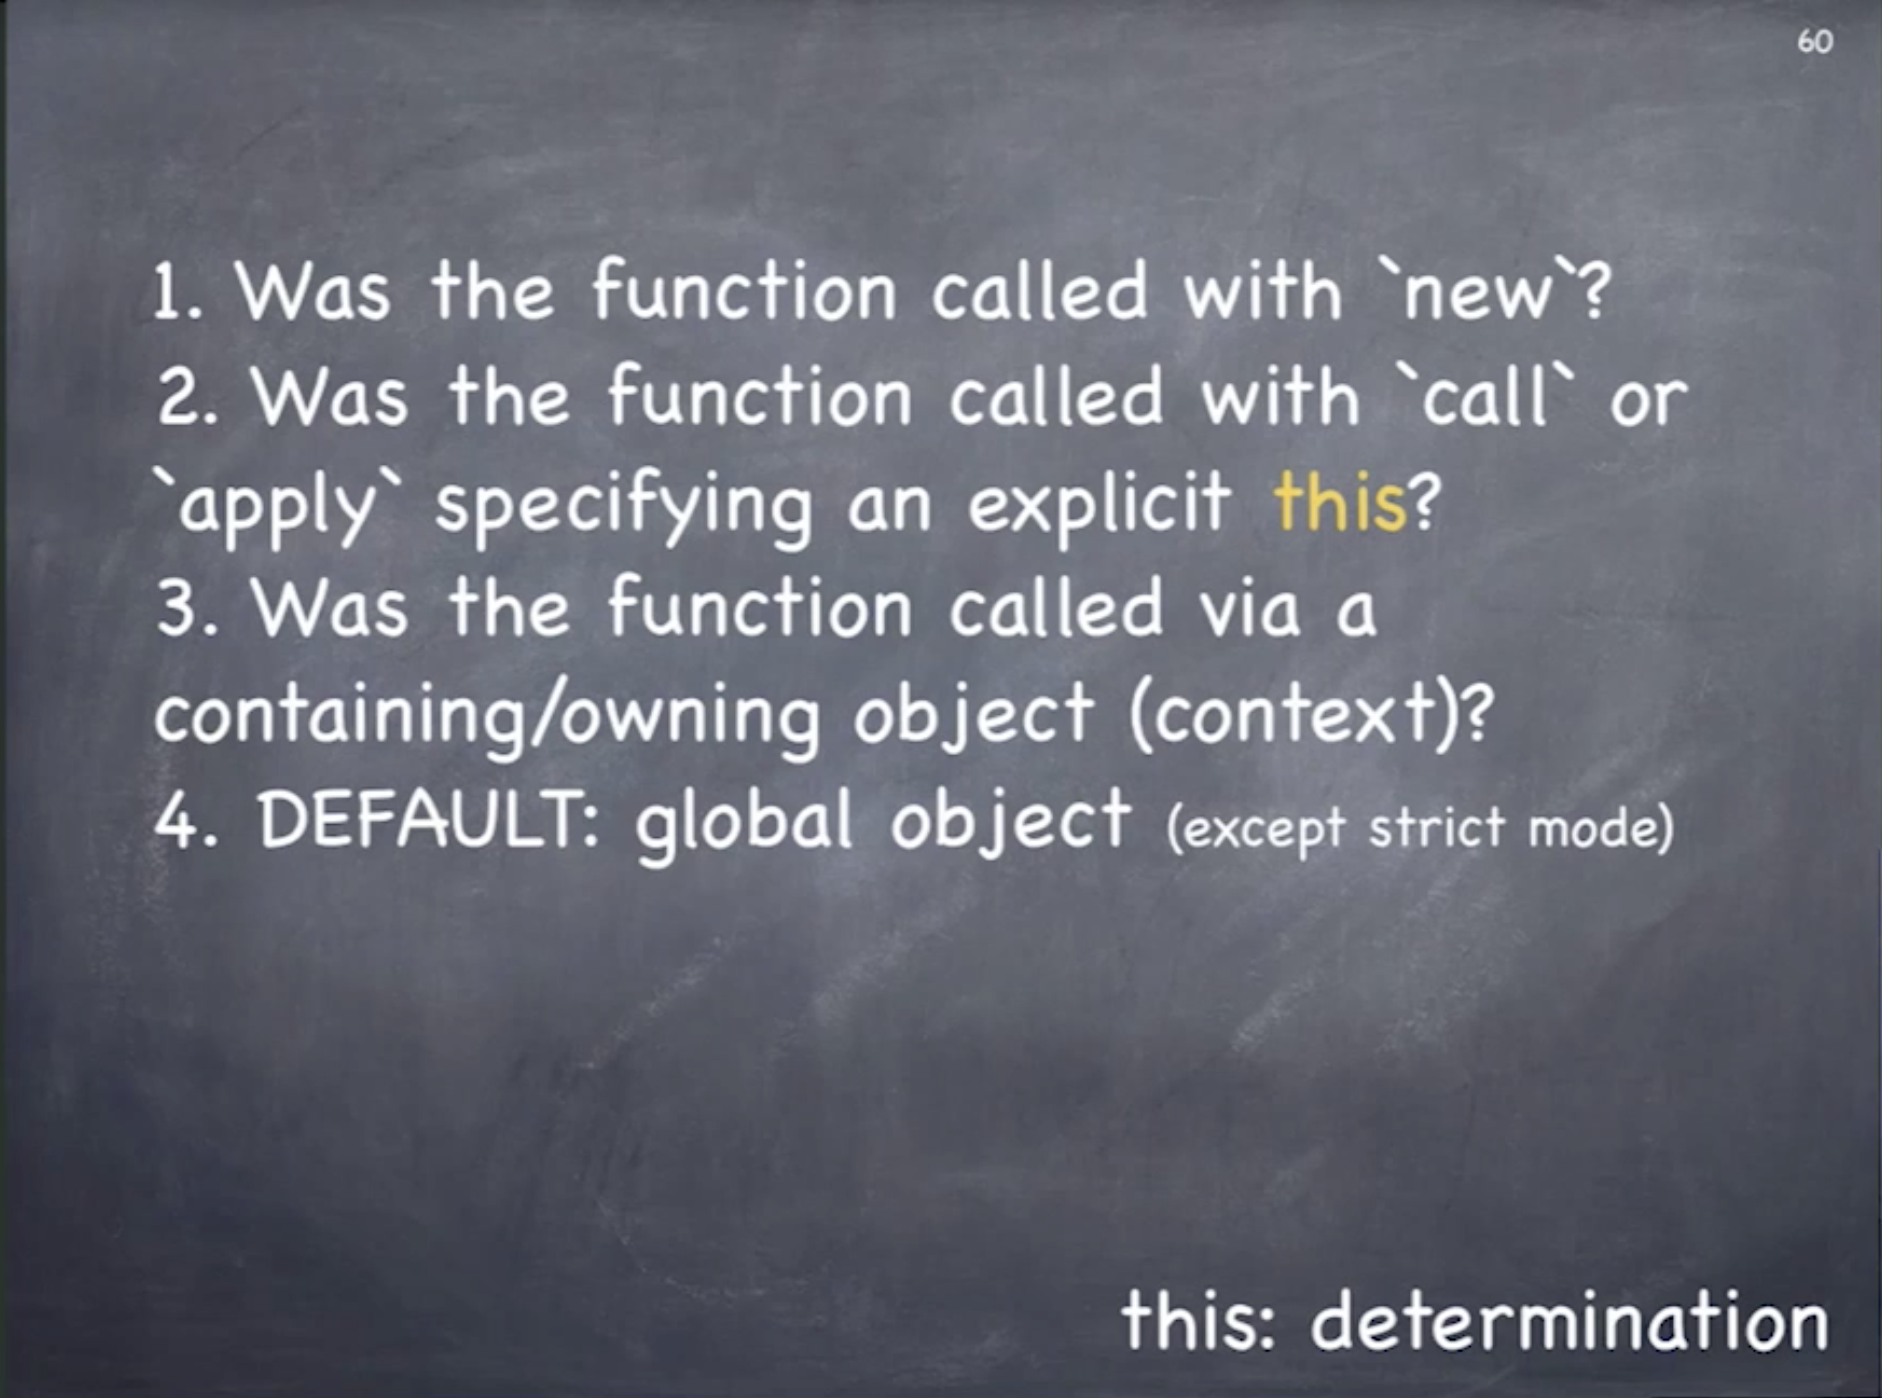 60
1. Was the function called with `new`?
2. Was the function called with `call` or
`apply` specifying an explicit this?
3. Was the function called via a
containing/owning object (context)?
4. DEFAULT: global object (except strict mode)
this: determination